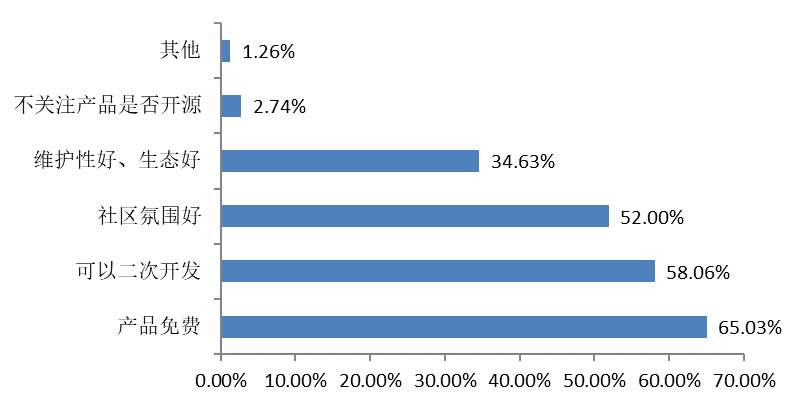 其他
1.26%
不关注产品是否开源
2.74%
维护性好、生态好
34.63%
社区氛围好
52.00%
可以二次开发
58.06%
产品免费
65.03%
0.00% 10.00% 20.00% 30.00% 40.00% 50.00% 60.00% 70.00%